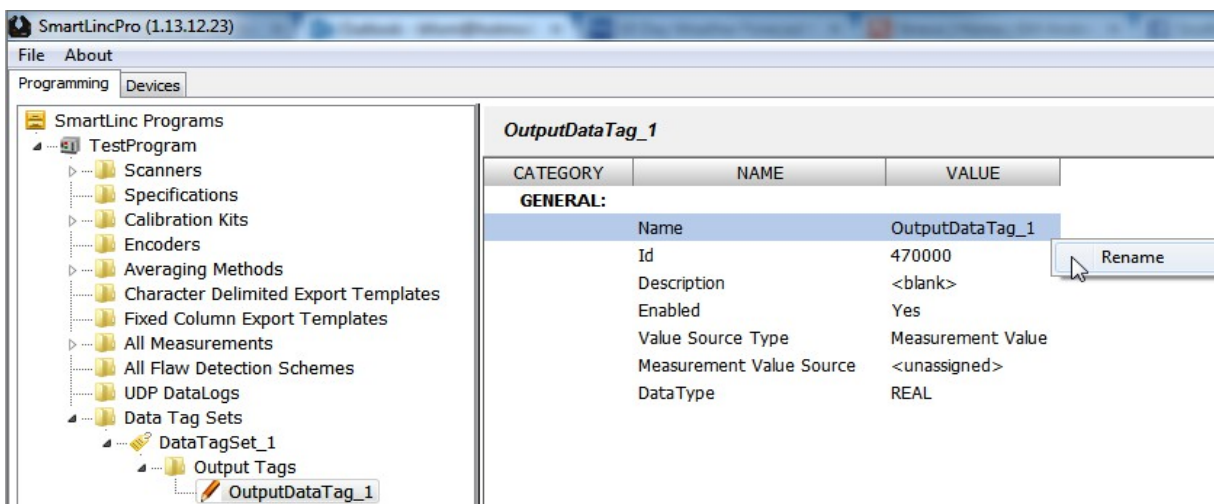 SmartLincPro (1.13.12.23)
File About
Programming Devices
SmartLinc Programs
TestProgram
Scanners
Specifications
Calibration Kits
Encoders
Averaging Methods
Character Delimited Export Templates
Fixed Column Export Templates
All Measurements
All Flaw Detection Schemes
UDP DataLogs
Data Tag Sets
DataTagSet_1
Output Tags
OutputDataTag_1
OutputDataTag_1
CATEGORY NAME VALUE
GENERAL:
Name OutputDataTag_1
Id 470000
Description <blank>
Enabled Yes
Value Source Type Measurement Value
Measurement Value Source <unassigned>
DataType REAL
Rename